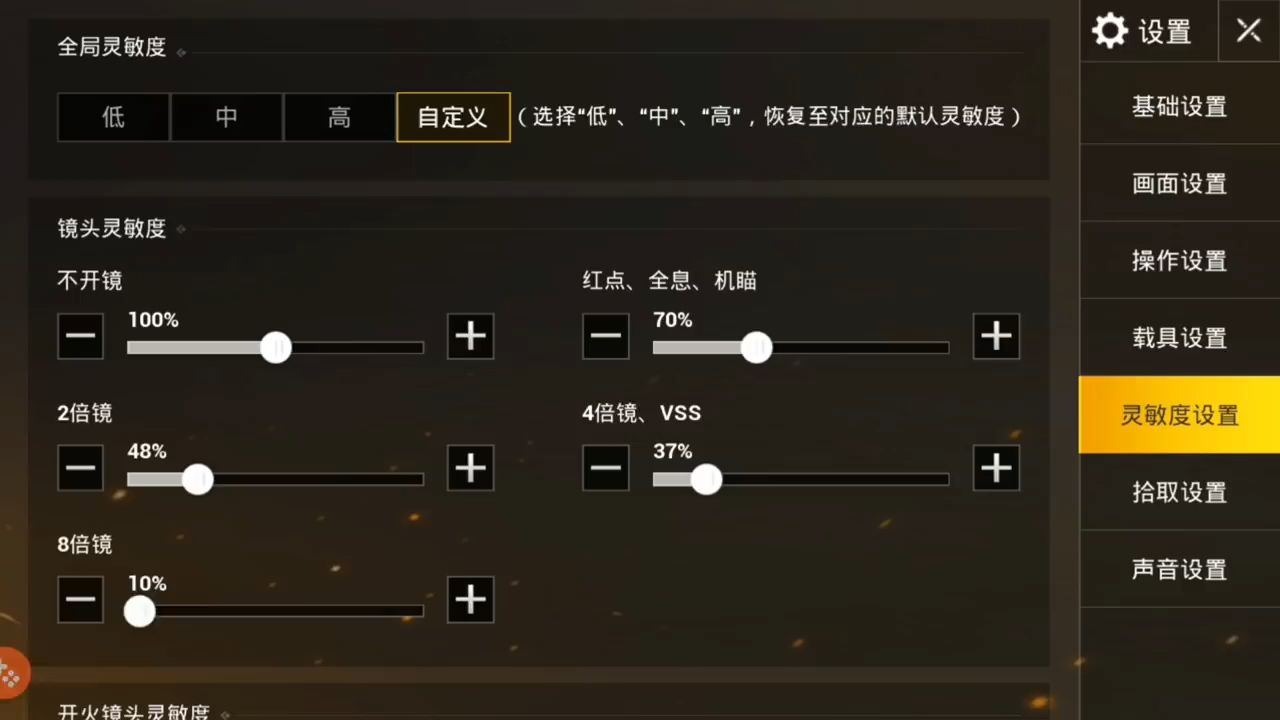 全局灵敏度
低 中 高 自定义 (选择“低”、“中”、“高”，恢复至对应的默认灵敏度)
镜头灵敏度
不开镜
100%
红点、全息、机瞄
70%
2倍镜
48%
4倍镜、VSS
37%
8倍镜
10%
开火镜头灵敏度
设置
基础设置
画面设置
操作设置
载具设置
灵敏度设置
拾取设置
声音设置